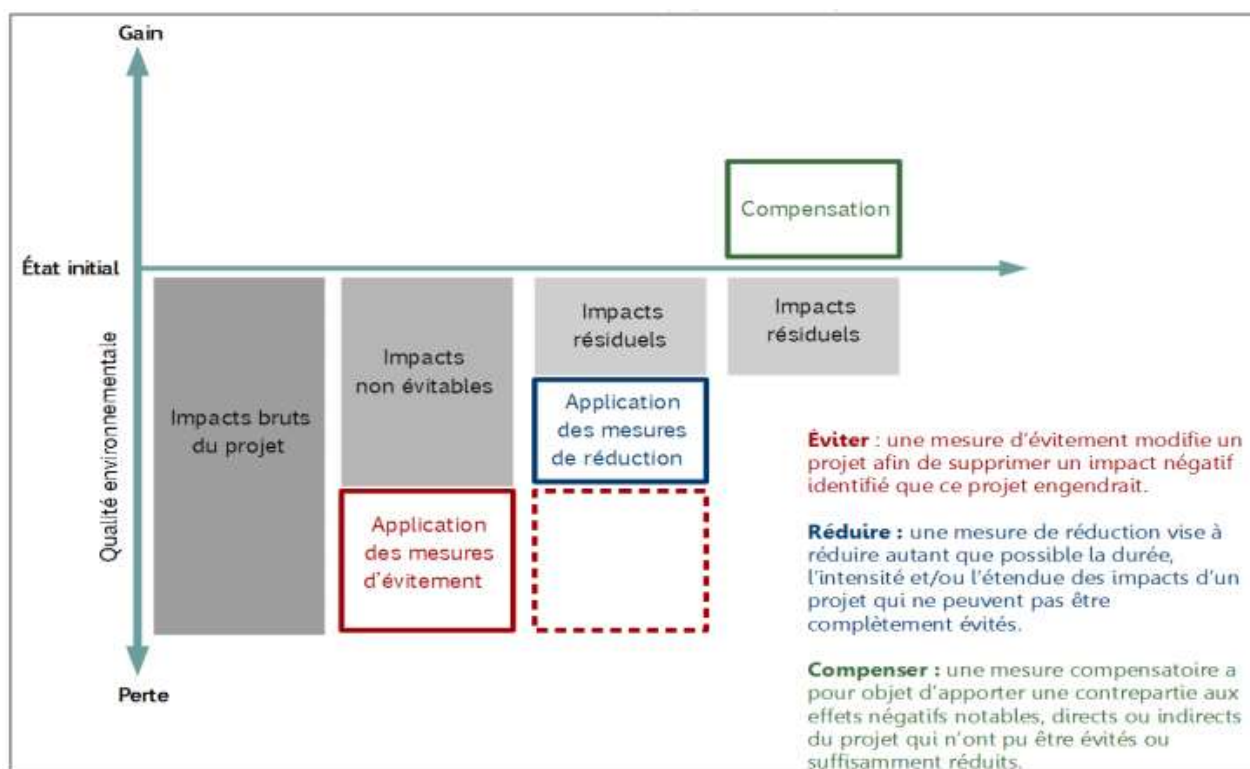 Gain
Compensation
État initial
Qualité environnementale
Impacts bruts
du projet
Impacts
non évitables
Impacts
résiduels
Impacts
résiduels
Application
des mesures
d'évitement
Application
des mesures
de réduction
Perte
Éviter : une mesure d'évitement modifie un
projet afin de supprimer un impact négatif
identifié que ce projet engendrait.
Réduire : une mesure de réduction vise à
réduire autant que possible la durée,
l'intensité et/ou l'étendue des impacts d'un
projet qui ne peuvent pas être
complètement évités.
Compenser : une mesure compensatoire a
pour objet d'apporter une contrepartie aux
effets négatifs notables, directs ou indirects
du projet qui n'ont pu être évités ou
suffisamment réduits.